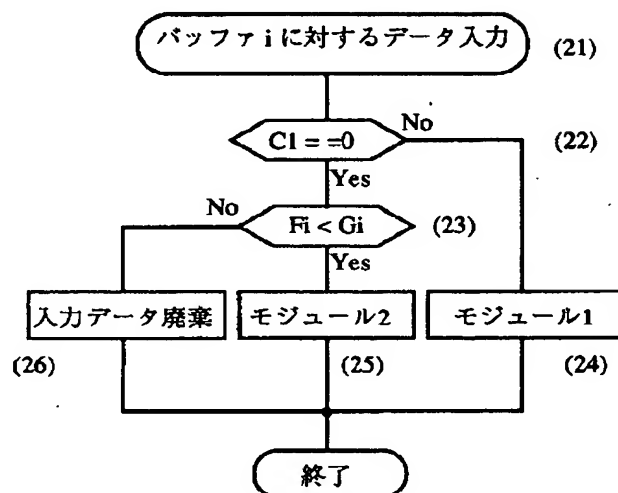 バッファiに対するデータ入力 (21)
No
C1==0 (22)
Yes
No
Fi < Gi (23)
Yes
入力データ廃棄 モジュール2 モジュール1
(26) (25) (24)
終了